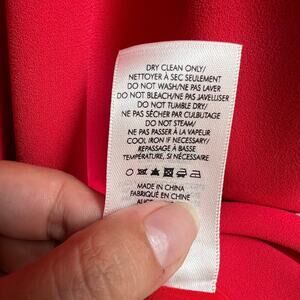 DRY CLEAN ONLY/
NETTOYER À SEC SEULEMENT
DO NOT WASH/NE PAS LAVER
DO NOT BLEACH/NE PAS JAVELLISER
DO NOT TUMBLE DRY/
NE PAS SÉCHER PAR CULBUTAGE
DO NOT STEAM/
NE PAS PASSER À LA VAPEUR
COOL IRON IF NECESSARY/
REPASSAGE À BASSE
TEMPÉRATURE, SI NÉCESSAIRE
MADE IN CHINA
FABRIQUÉ EN CHINE